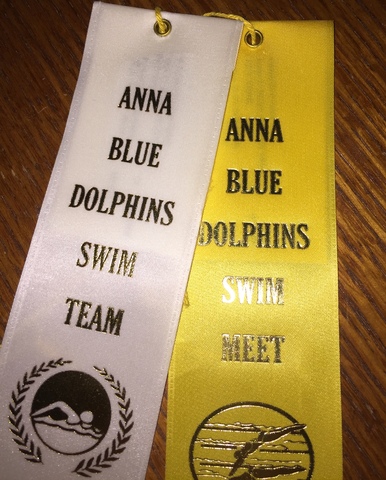 ANNA
BLUE
DOLPHINS
SWIM
TEAM
ANNA
BLUE
DOLPHINS
SWIM
MEET